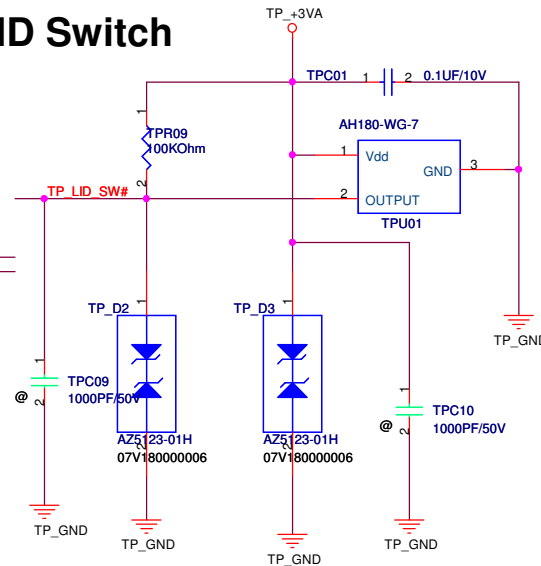 ID Switch
TP_+3VA
TPC01
1
2
0.1UF/10V
1
TPR09
100KOhm
2
AH180-WG-7
1
Vdd
GND
3
2
OUTPUT
TPU01
TP_LID_SW#
TP_D2
1
TP_D3
1
TP_GND
1
TPC09
@
2
1000PF/50V
AZ5123-01H
2
07V180000006
AZ5123-01H
2
07V180000006
1
TPC10
@
2
1000PF/50V
TP_GND
TP_GND
TP_GND
TP_GND